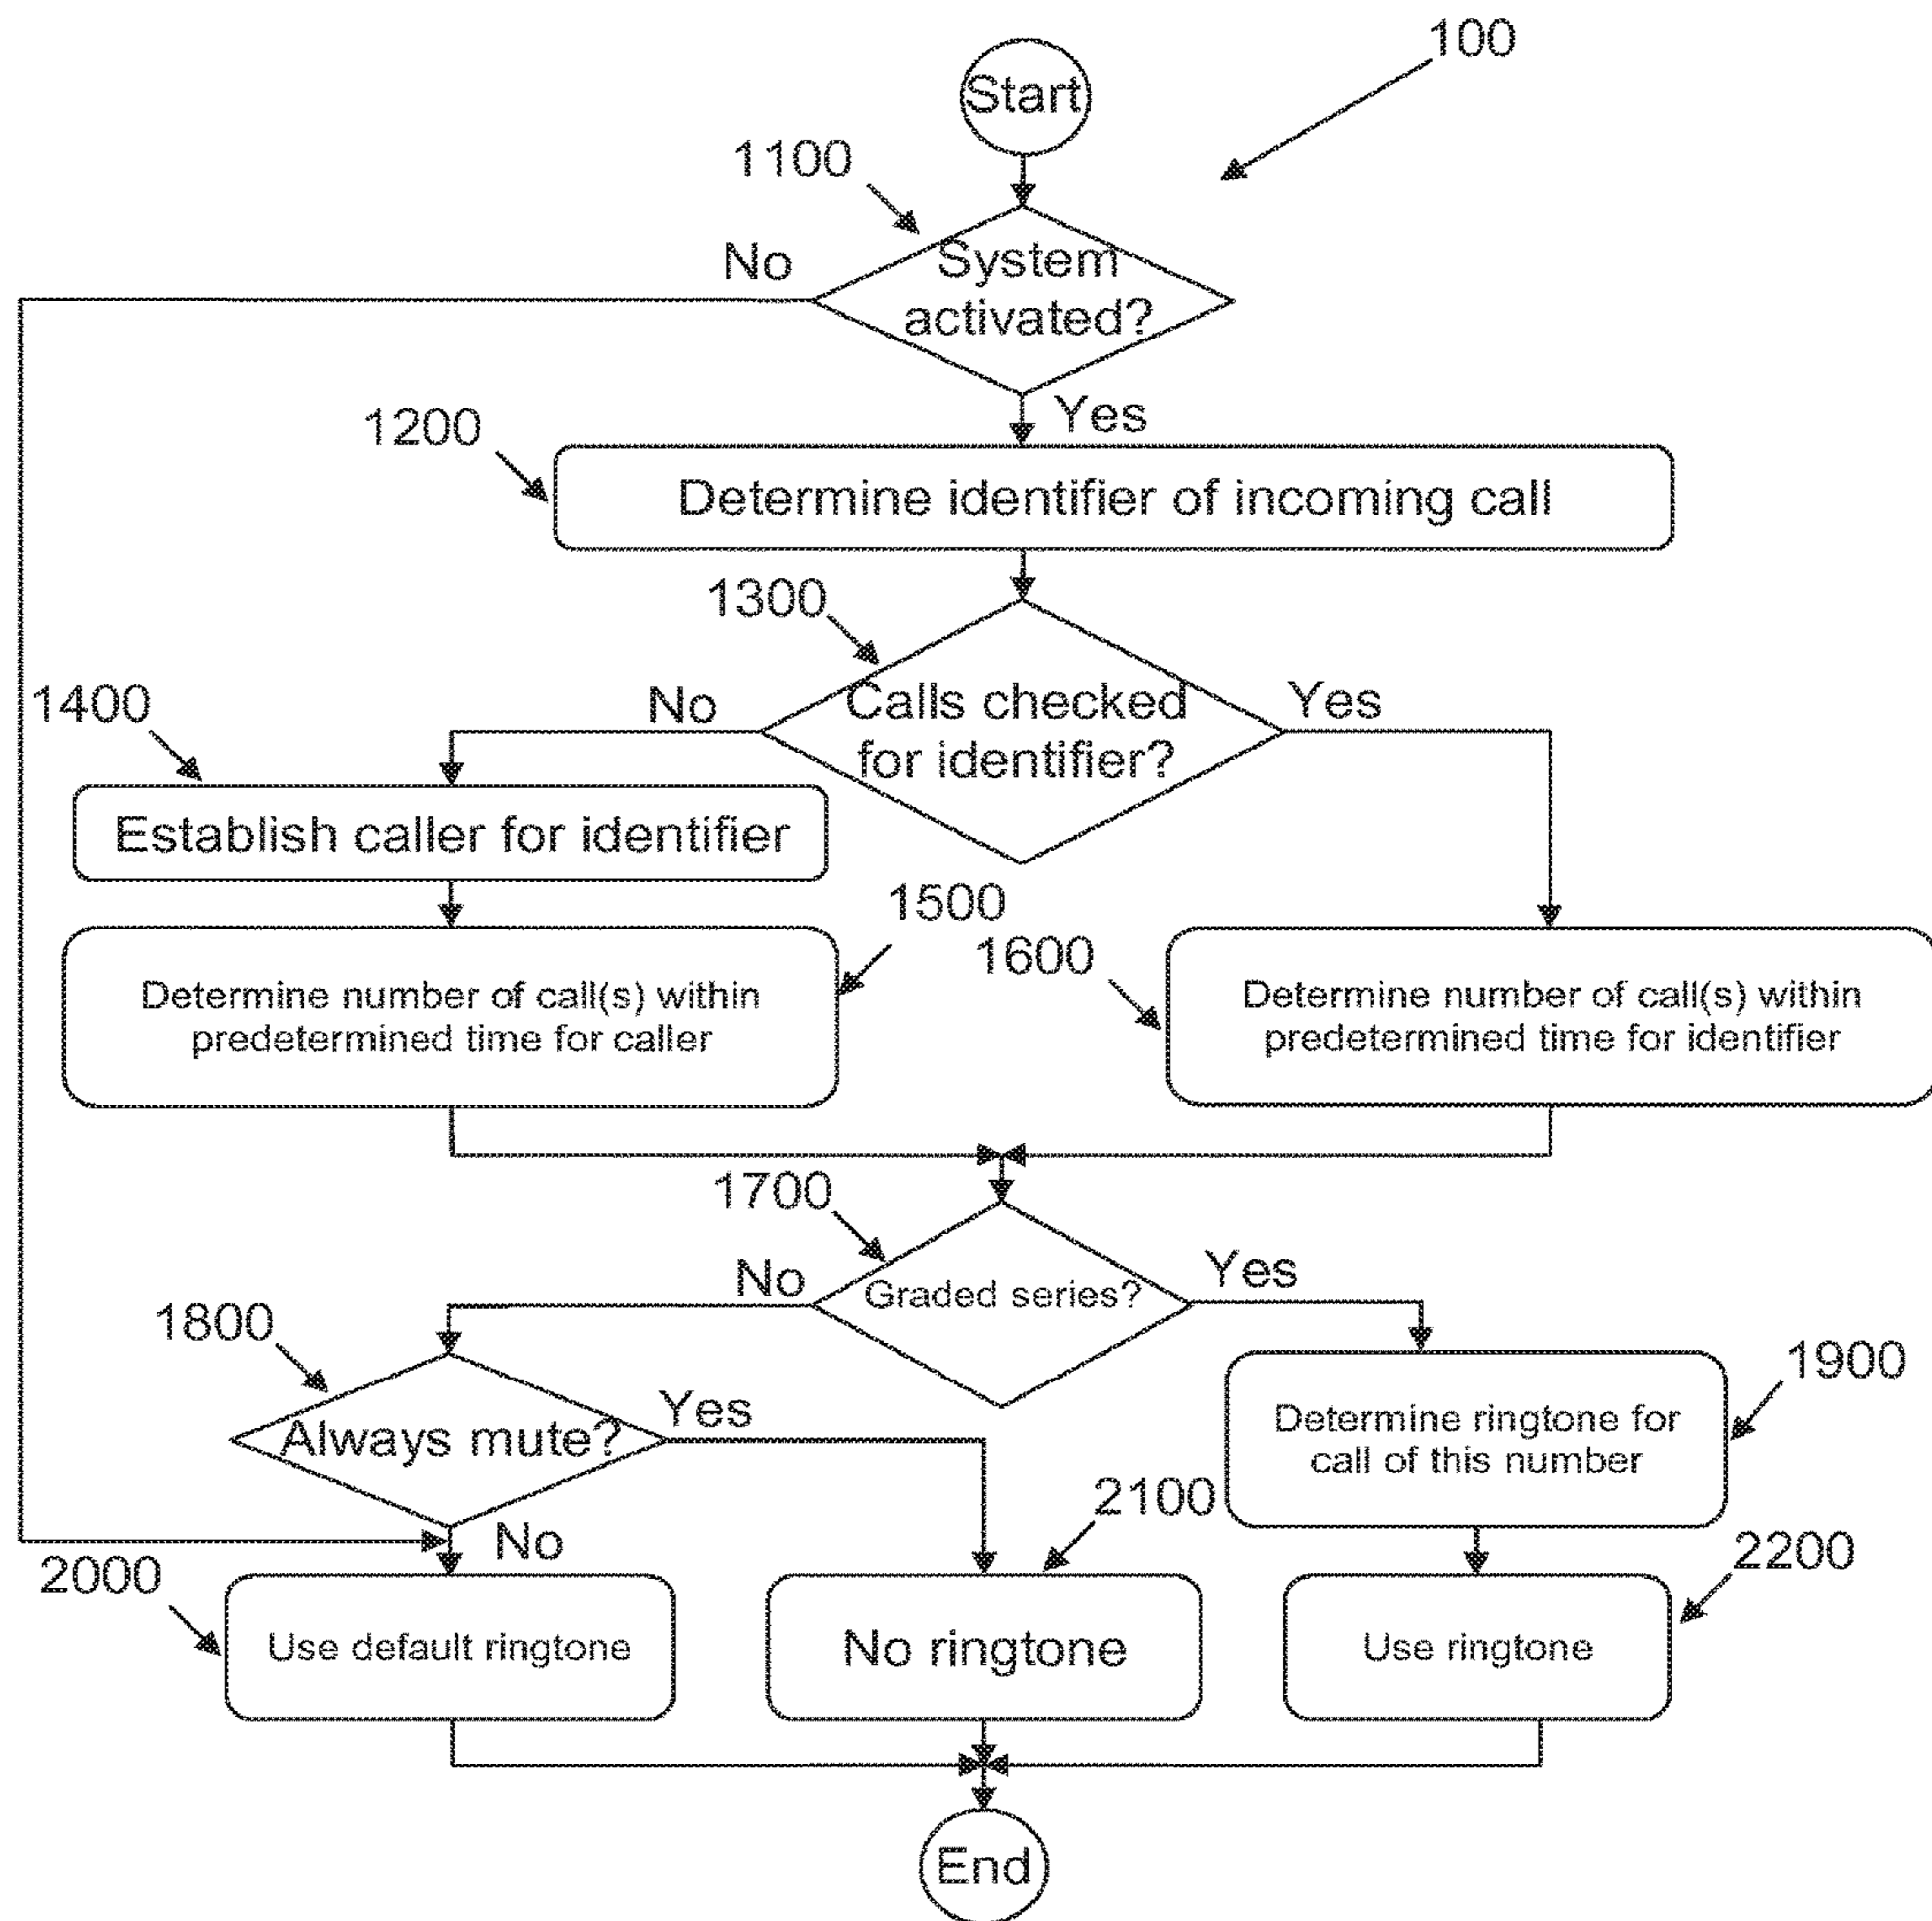 100
Start
1100
No
System
activated?
Yes
1200
Determine identifier of incoming call
1300
No
Calls checked
for identifier?
Yes
1400
Establish caller for identifier
1500
1600
Determine number of call(s) within
predetermined time for caller
Determine number of call(s) within
predetermined time for identifier
1700
No
Graded series?
Yes
1800
Always mute?
Yes
1900
Determine ringtone for
call of this number
2100
No
2000
2200
Use default ringtone
No ringtone
Use ringtone
End